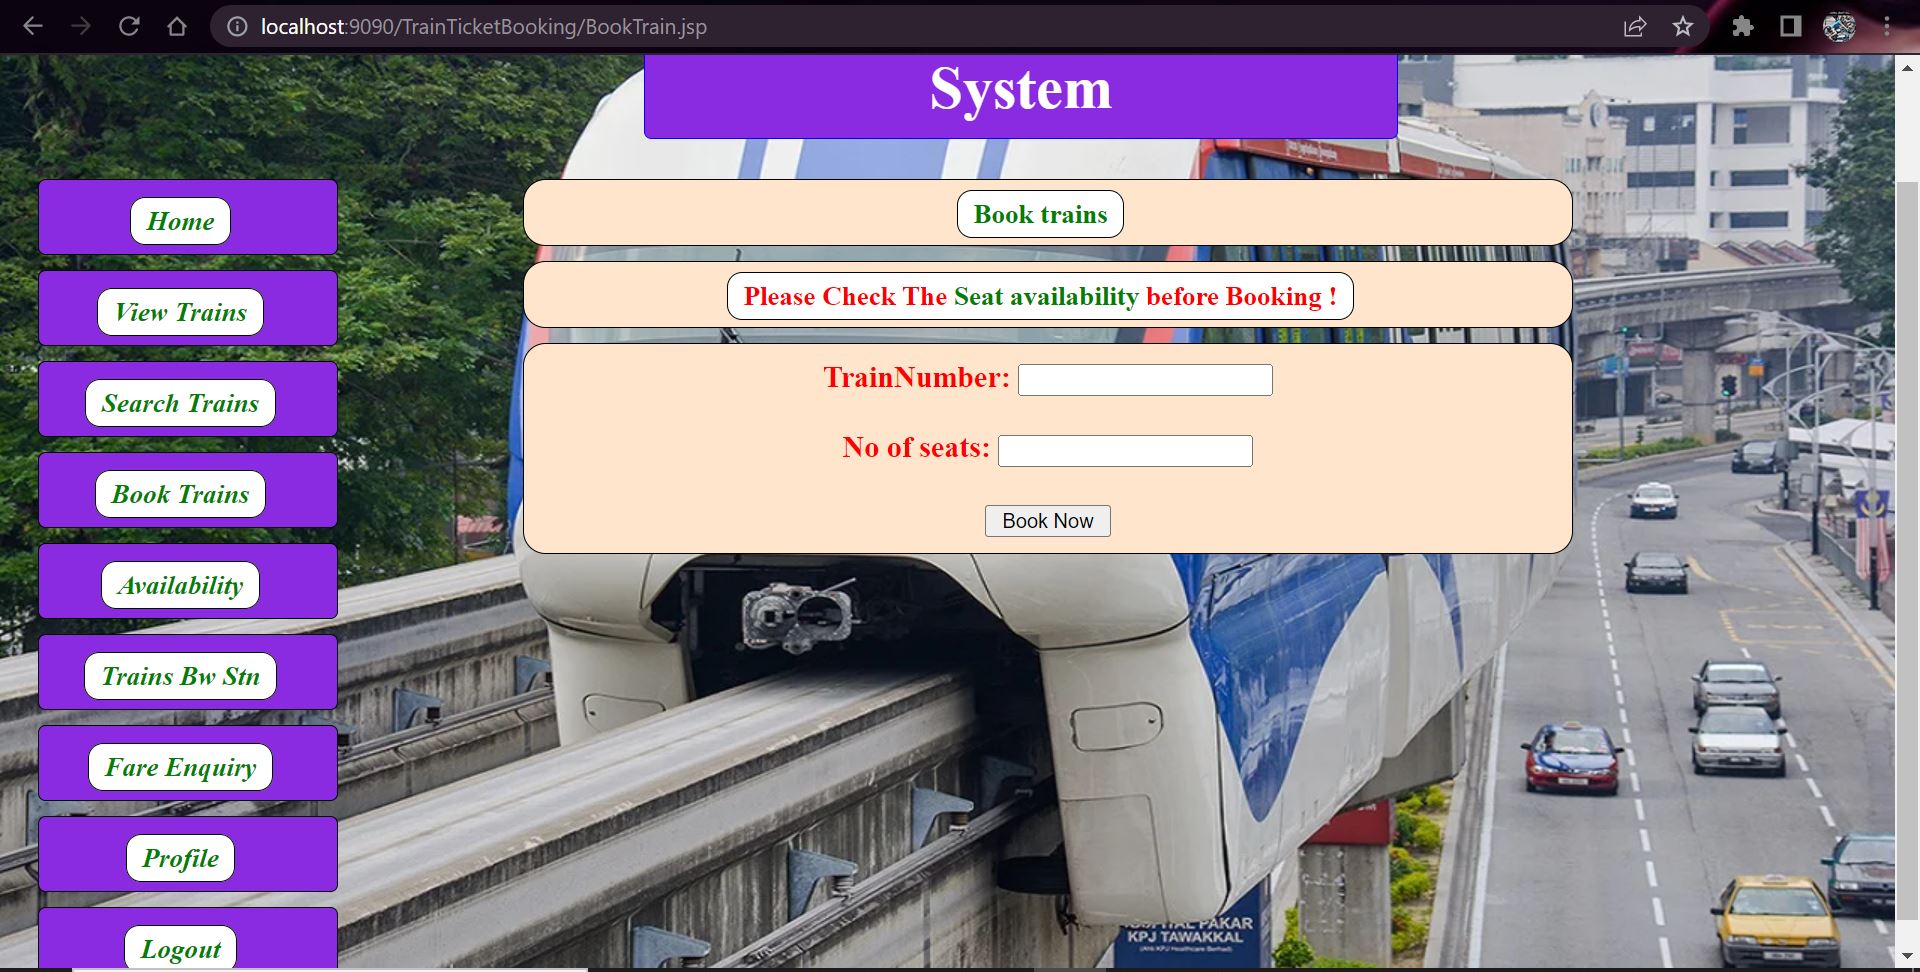 localhost:9090/TrainTicketBooking/BookTrain.jsp
System
Home
View Trains
Search Trains
Book Trains
Availability
Trains Bw Stn
Fare Enquiry
Profile
Logout
Book trains
Please Check The Seat availability before Booking !
TrainNumber:
No of seats:
Book Now
PAKAR
KPJ TAWAKKAL